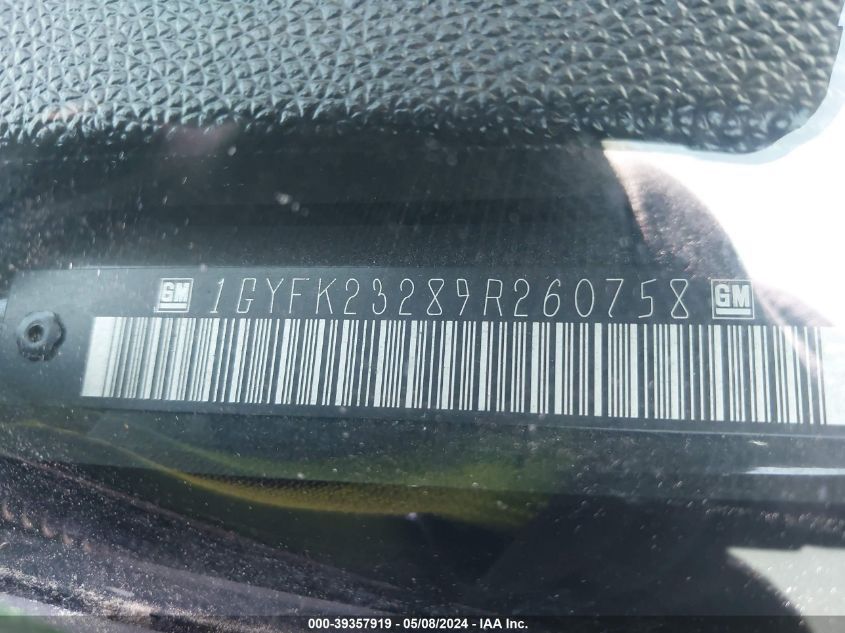 GM 1GYFK23289R260758 GM
000-39357919 / 05/08/2024 - IAA Inc.